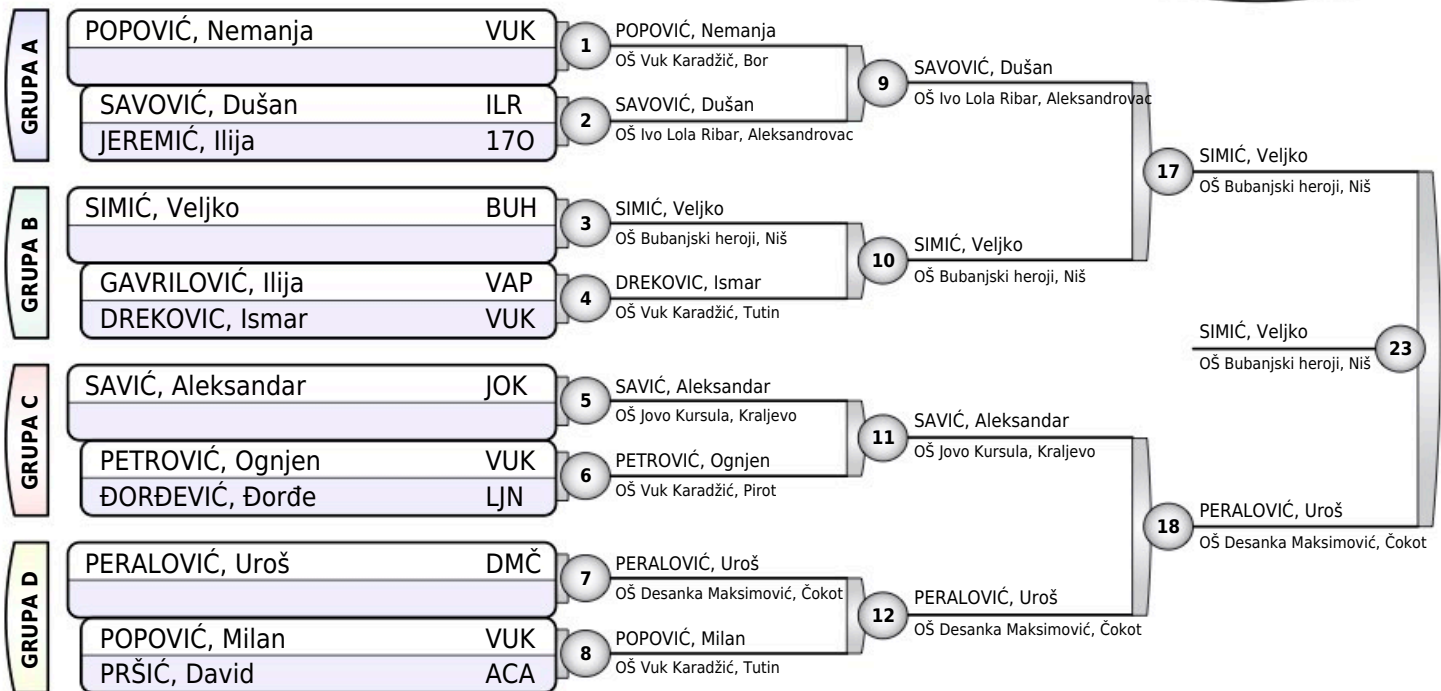 GRUPA A
POPOVIĆ, Nemanja VUK
SAVOVIĆ, Dušan ILR
JEREMIĆ, Ilija 17O
GRUPA B
SIMIĆ, Veljko BUH
GAVRILOVIĆ, Ilija VAP
DREKOVIC, Ismar VUK
GRUPA C
SAVIĆ, Aleksandar JOK
PETROVIĆ, Ognjen VUK
ĐORĐEVIĆ, Đorđe LJN
GRUPA D
PERALOVIĆ, Uroš DMČ
POPOVIĆ, Milan VUK
PRŠIĆ, David ACA
1
POPOVIĆ, Nemanja
OŠ Vuk Karadžič, Bor
2
SAVOVIĆ, Dušan
OŠ Ivo Lola Ribar, Aleksandrovac
3
SIMIĆ, Veljko
OŠ Bubanjski heroji, Niš
4
DREKOVIC, Ismar
OŠ Vuk Karadžić, Tutin
5
SAVIĆ, Aleksandar
OŠ Jovo Kursula, Kraljevo
6
PETROVIĆ, Ognjen
OŠ Vuk Karadžić, Pirot
7
PERALOVIĆ, Uroš
OŠ Desanka Maksimović, Čokot
8
POPOVIĆ, Milan
OŠ Vuk Karadžić, Tutin
9
SAVOVIĆ, Dušan
OŠ Ivo Lola Ribar, Aleksandrovac
10
SIMIĆ, Veljko
OŠ Bubanjski heroji, Niš
11
SAVIĆ, Aleksandar
OŠ Jovo Kursula, Kraljevo
12
PERALOVIĆ, Uroš
OŠ Desanka Maksimović, Čokot
17
SIMIĆ, Veljko
OŠ Bubanjski heroji, Niš
18
PERALOVIĆ, Uroš
OŠ Desanka Maksimović, Čokot
SIMIĆ, Veljko
OŠ Bubanjski heroji, Niš
23